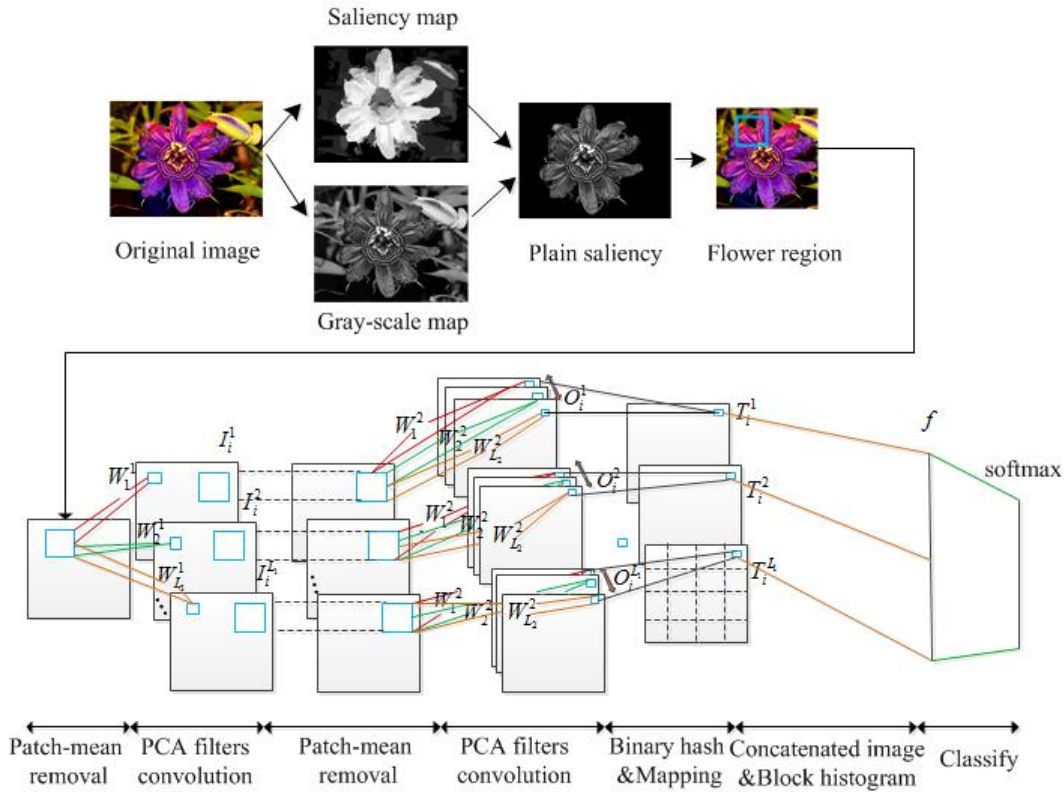 Saliency map
Original image
Plain saliency
Flower region
Gray-scale map
W_1^1
W_2^1
W_{L_1}^1
I_i^1
I_i^2
I_i^{L_1}
W_1^2
W_2^2
W_{L_2}^2
O_i^1
W_1^2
W_2^2
W_{L_2}^2
O_i^2
W_1^2
W_2^2
W_{L_2}^2
O_i^{L_1}
T_i^1
T_i^2
T_i^{L_1}
f
softmax
Patch-mean
removal
PCA filters
convolution
Patch-mean
removal
PCA filters
convolution
Binary hash
&Mapping
Concatenated image
&Block histogram
Classify